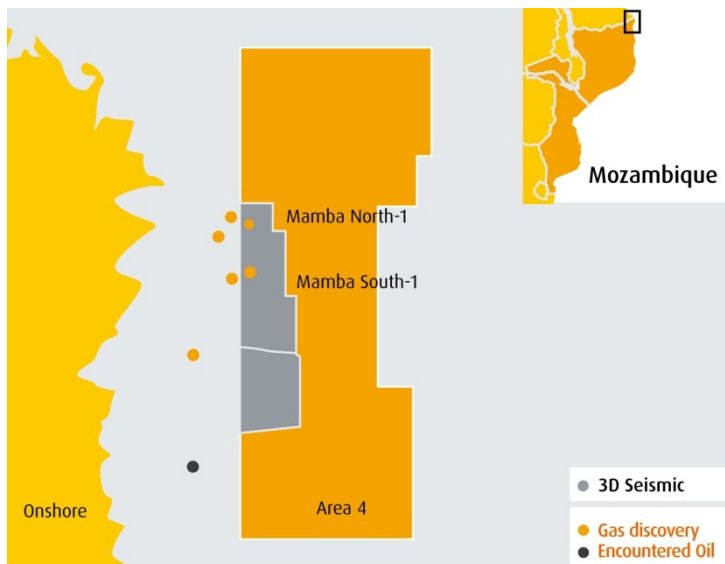 Mozambique
Mamba North-1
Mamba South-1
Onshore
Area 4
3D Seismic
Gas discovery
Encountered Oil